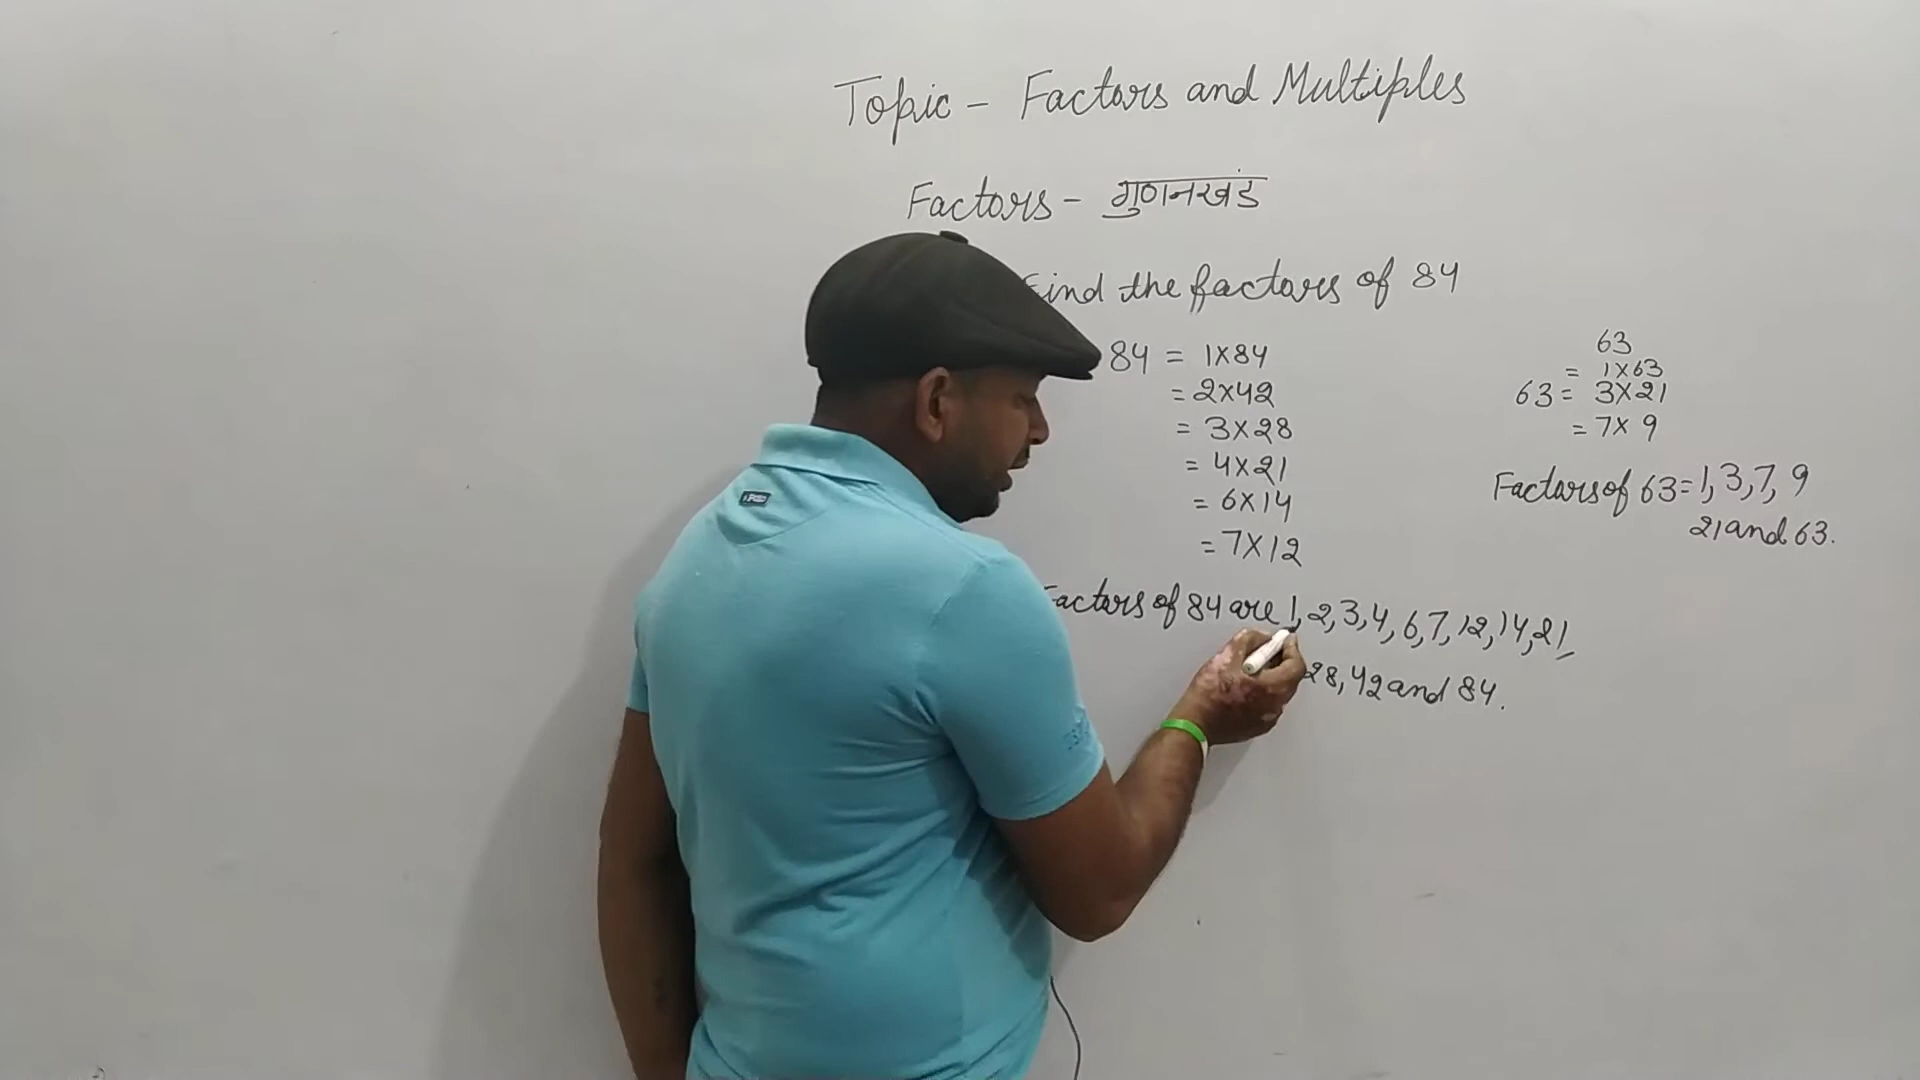 Topic - Factors and Multiples
Factors - गुणनखंड
Find the factors of 84
84 = 1X84
= 2X42
= 3X28
= 4X21
= 6X14
= 7X12
Factors of 84 are 1, 2, 3, 4, 6, 7, 12, 14, 21,
28, 42 and 84.
63
= 1X63
63 = 3X21
= 7X 9
Factors of 63 = 1, 3, 7, 9
21 and 63.